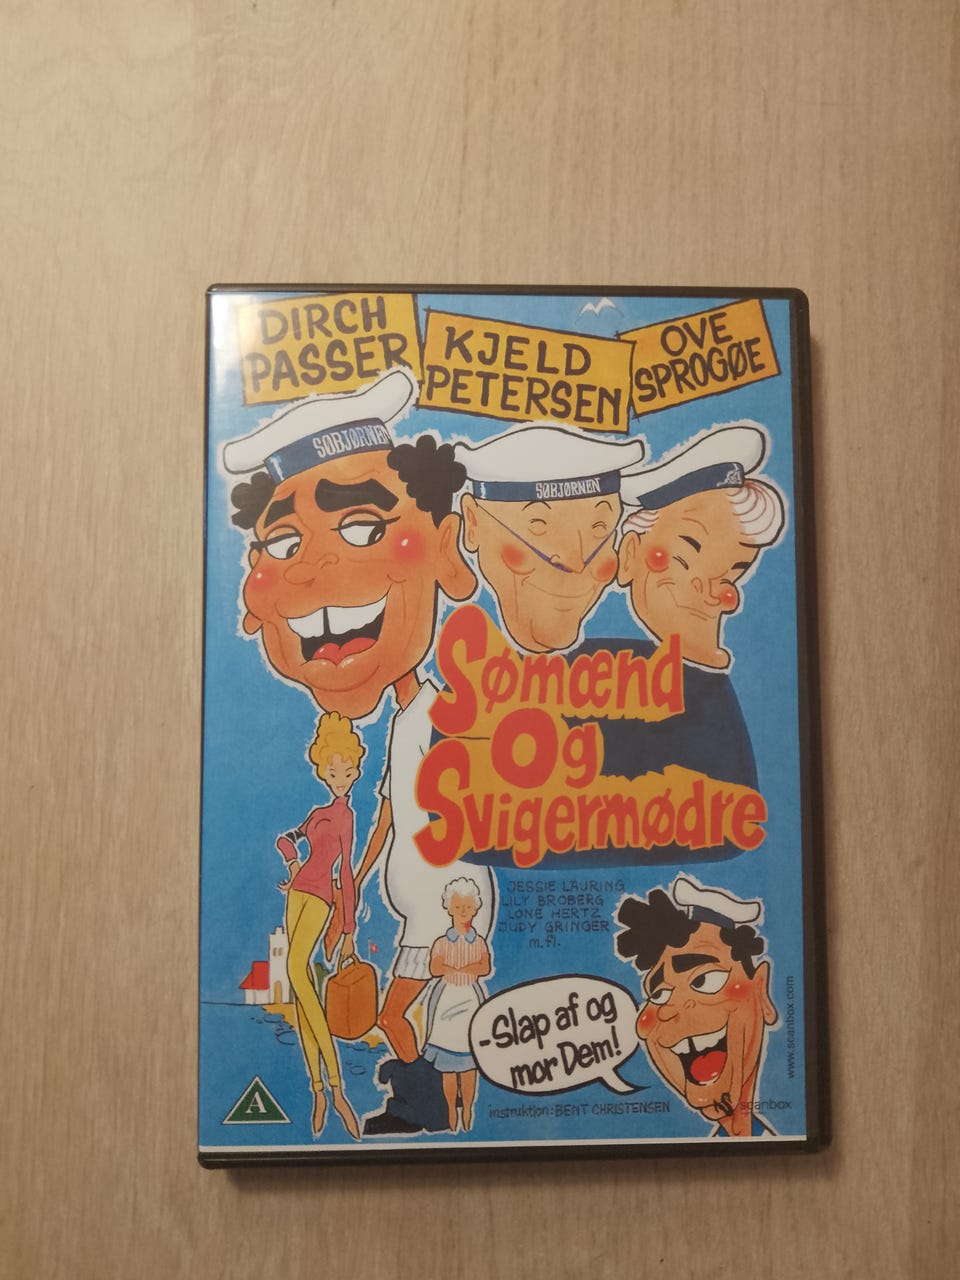 DIRCH
PASSER
KJELD
PETERSEN
OVE
SPROGØE
SØBJØRNEN
SØBJØRNEN
Sømænd
og
Svigermødre
JESSIE LAURING
LILY BROBERG
LONE HERTZ
JUDY GRINGER
m.fl.
-Slap af og
mor Dem!
instruktion: BENT CHRISTENSEN
A
scanbox
www.scanbox.com